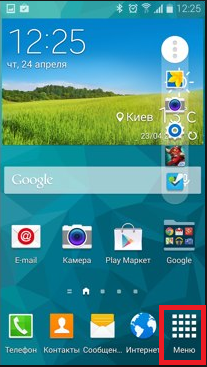 12:25
12:25
чт, 24 апреля
Киев
13°C
23/04
Google
E-mail
Камера
Play Маркет
Google
Телефон
Контакты
Сообщен...
Интернет
Меню